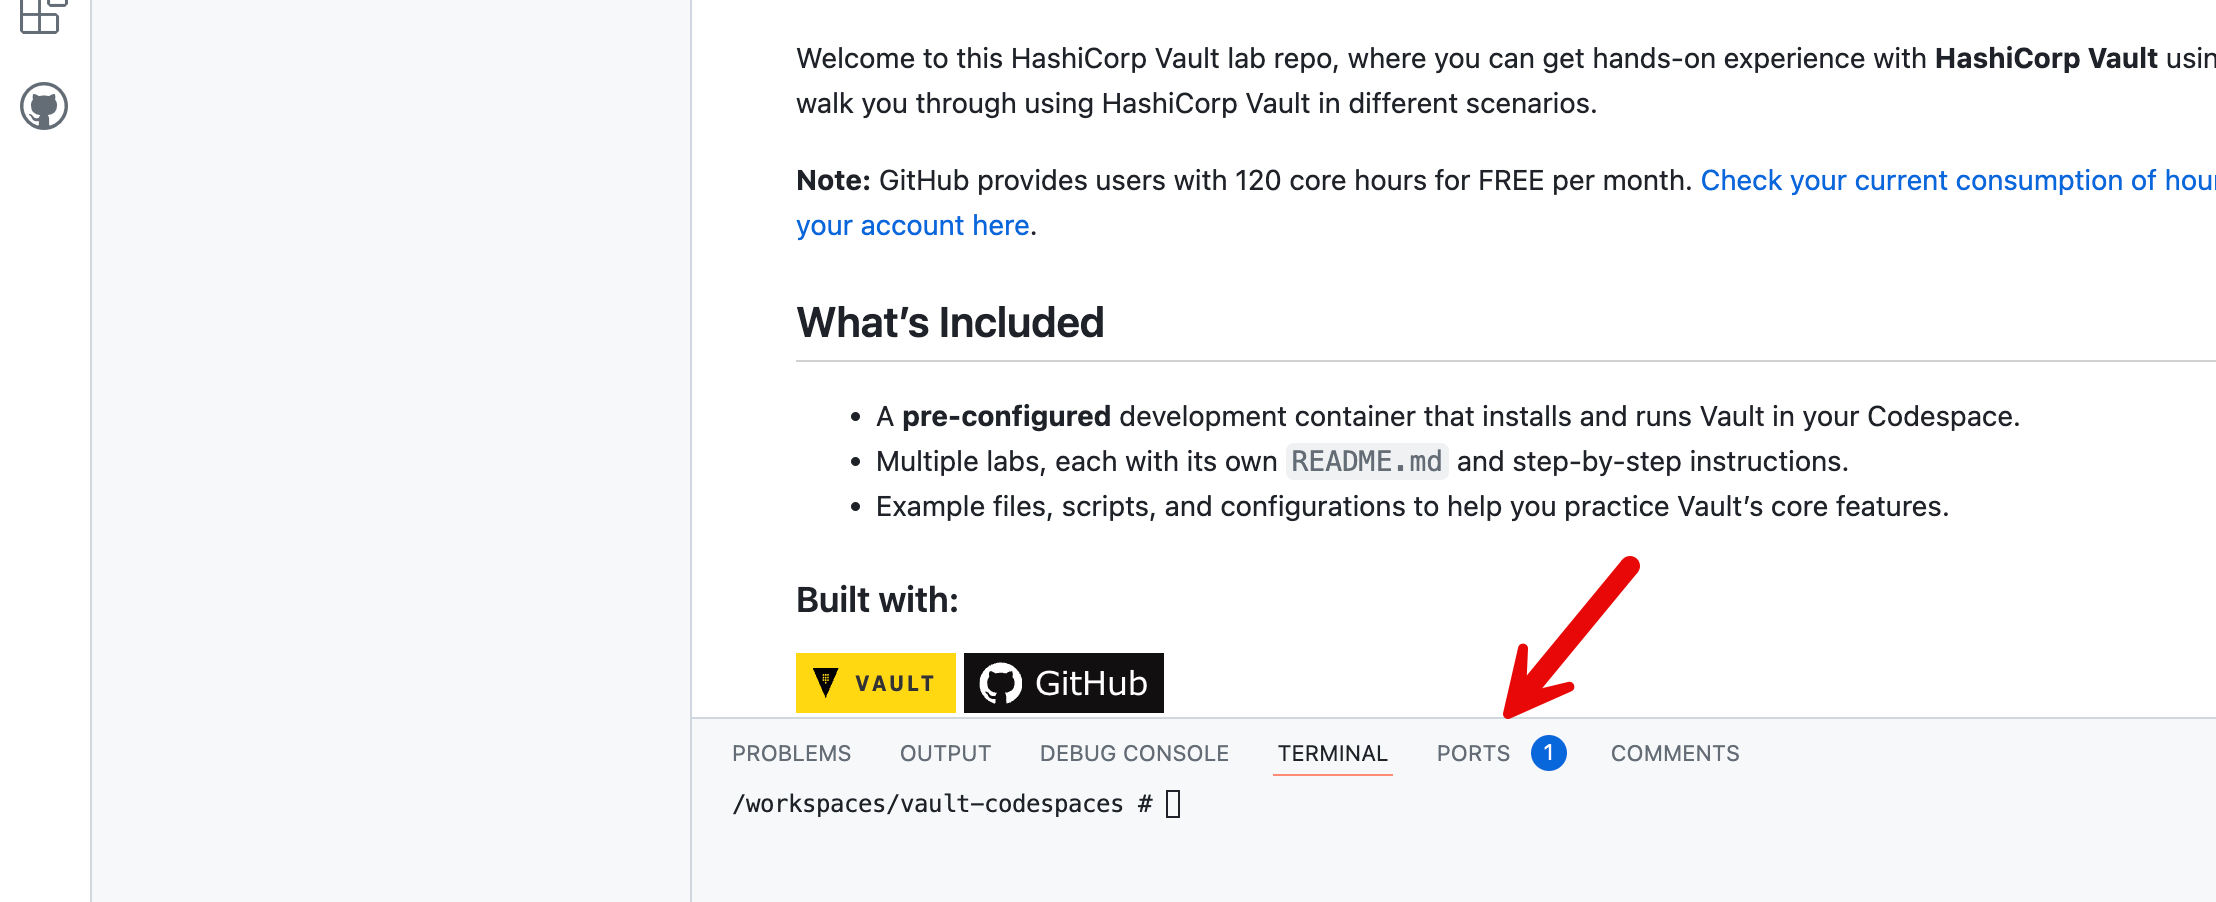 Welcome to this HashiCorp Vault lab repo, where you can get hands-on experience with HashiCorp Vault
walk you through using HashiCorp Vault in different scenarios.
Note: GitHub provides users with 120 core hours for FREE per month. Check your current consumption of
your account here.
What’s Included
• A pre-configured development container that installs and runs Vault in your Codespace.
• Multiple labs, each with its own README.md and step-by-step instructions.
• Example files, scripts, and configurations to help you practice Vault’s core features.
Built with:
VAULT GitHub
PROBLEMS OUTPUT DEBUG CONSOLE TERMINAL PORTS 1 COMMENTS
/workspaces/vault-codespaces #